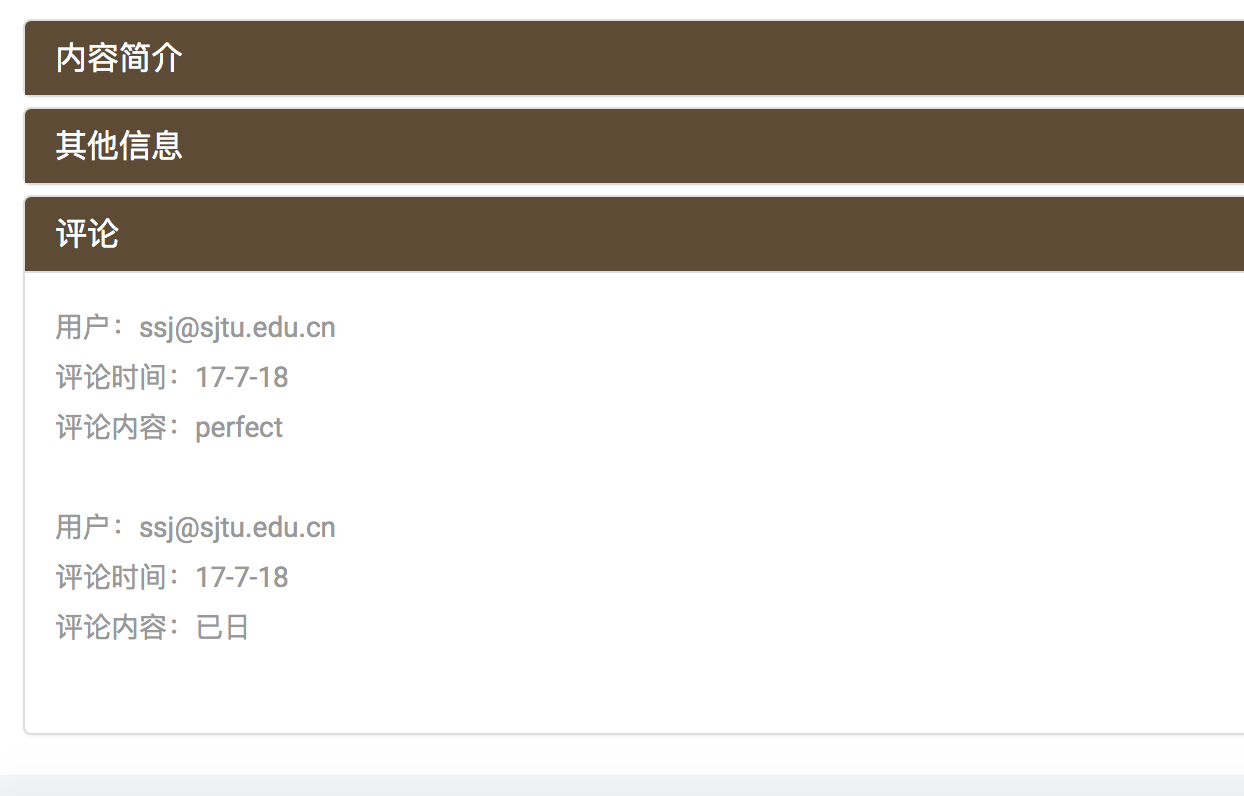 内容简介
其他信息
评论
用户：ssj@sjtu.edu.cn
评论时间：17-7-18
评论内容：perfect
用户：ssj@sjtu.edu.cn
评论时间：17-7-18
评论内容：已日